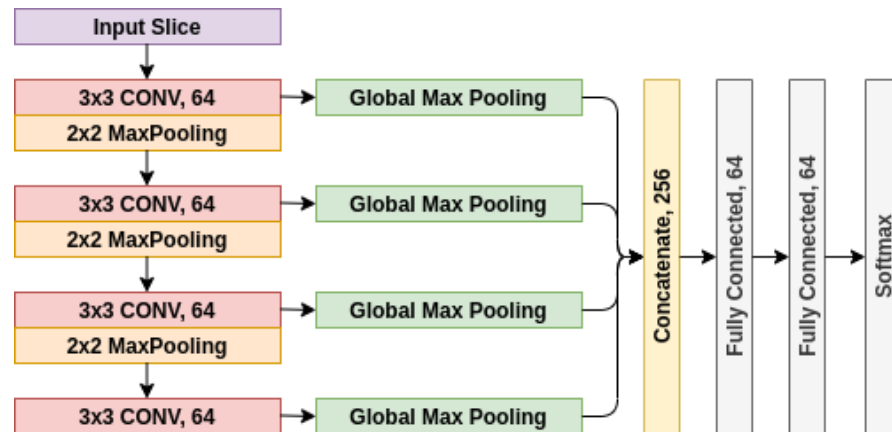 Input Slice
3x3 CONV, 64
Global Max Pooling
2x2 MaxPooling
3x3 CONV, 64
Global Max Pooling
2x2 MaxPooling
3x3 CONV, 64
Global Max Pooling
2x2 MaxPooling
3x3 CONV, 64
Global Max Pooling
Concatenate, 256
Fully Connected, 64
Fully Connected, 64
Softmax